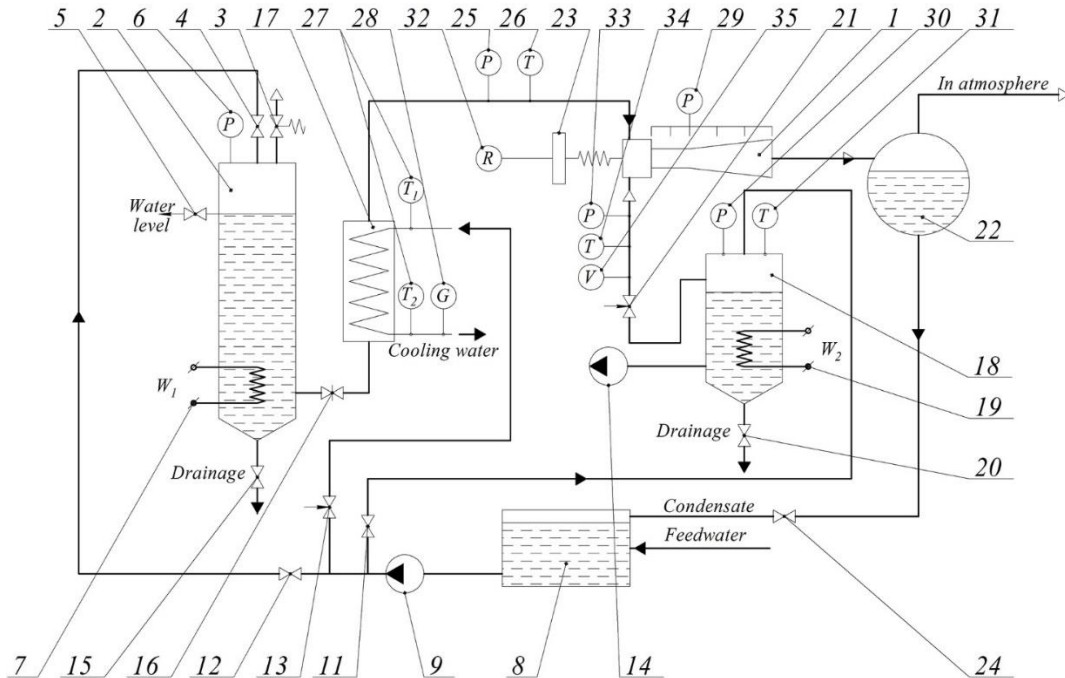 5 2 6 4 3 17 27 28 32 25 26 23 33 34 29 35 21 1 30 31
In atmosphere
P T
P
P
R
T1
P T
Water
level
P
22
T
V
T2 G
Cooling water
W1
W2
18
19
Drainage
Drainage
20
Condensate
Feedwater
7 15 16 12 13 11 9 8 14 24